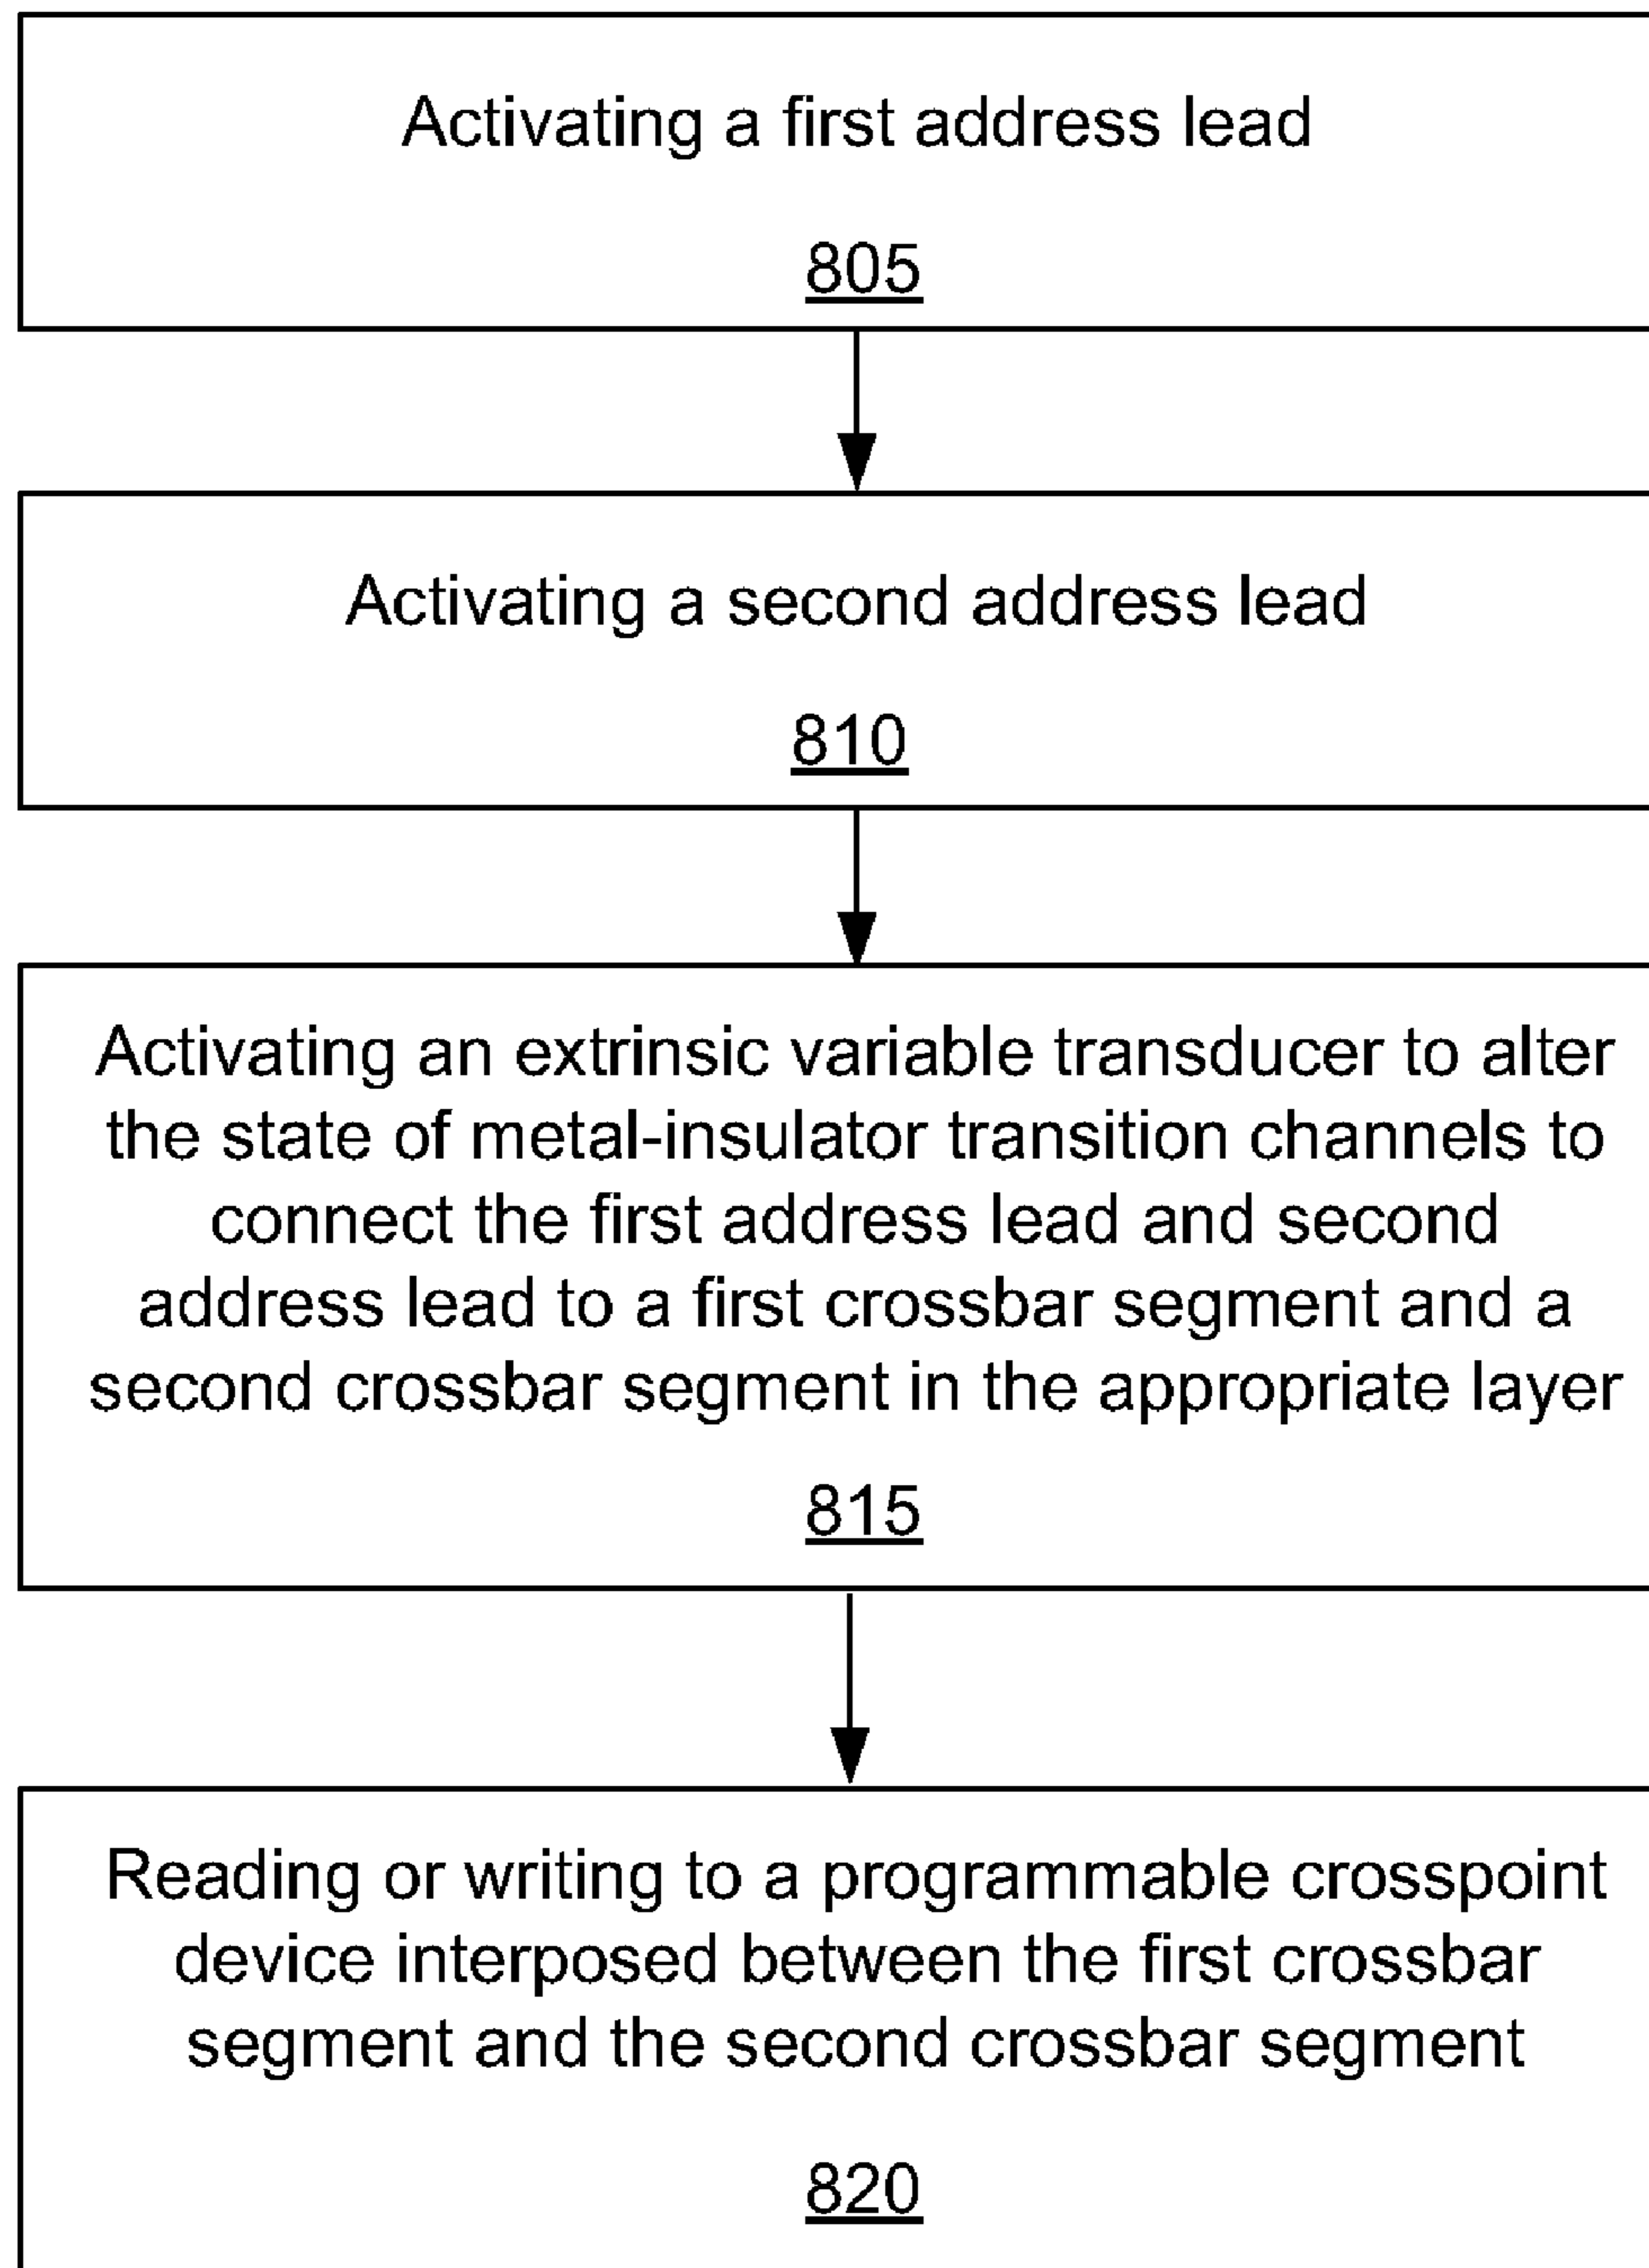 Activating a first address lead
805
Activating a second address lead
810
Activating an extrinsic variable transducer to alter
the state of metal-insulator transition channels to
connect the first address lead and second
address lead to a first crossbar segment and a
second crossbar segment in the appropriate layer
815
Reading or writing to a programmable crosspoint
device interposed between the first crossbar
segment and the second crossbar segment
820